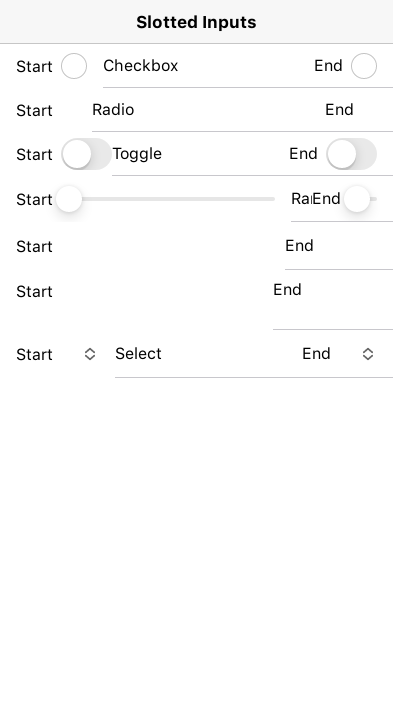 Slotted Inputs
Start Checkbox End
Start Radio End
Start Toggle End
Start End
Start End
Start End
Start Select End